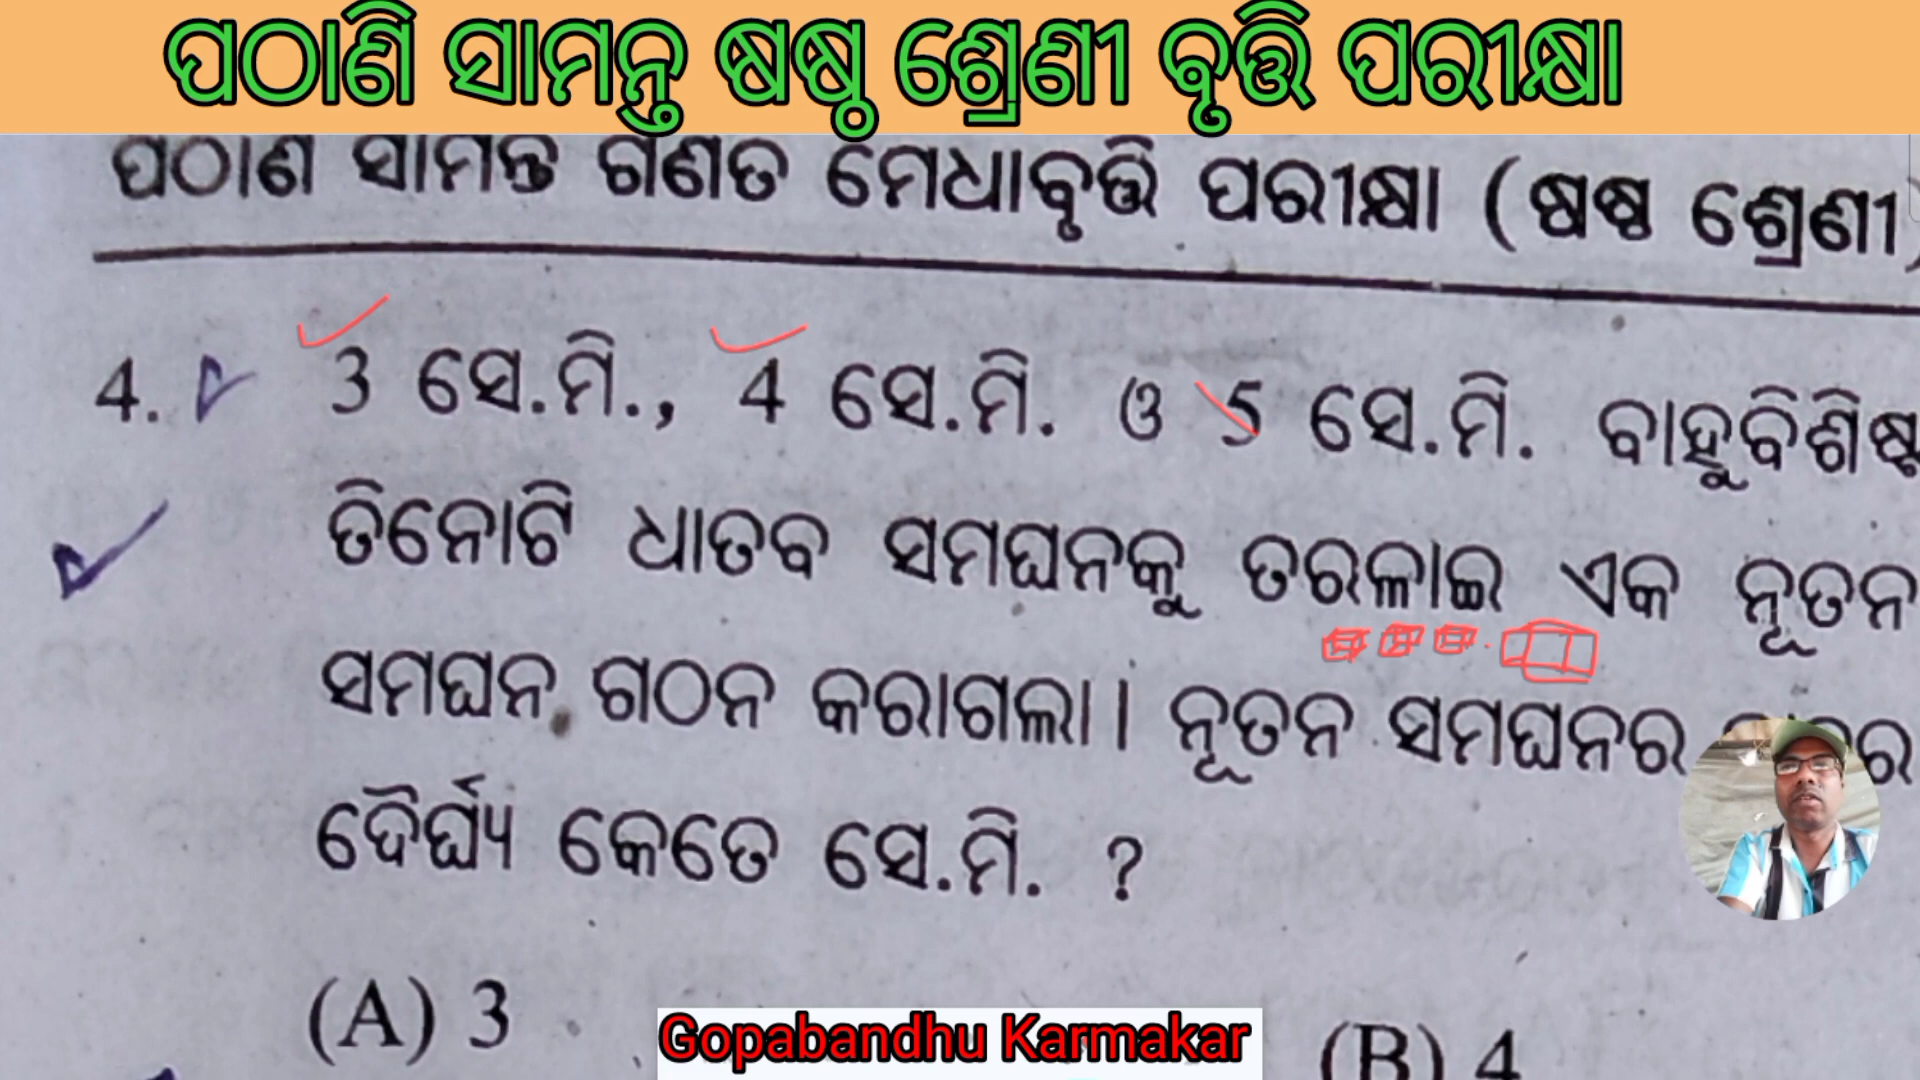 ପଠାଣି ସାମନ୍ତ ଷଷ୍ଠ ଶ୍ରେଣୀ ବୃତ୍ତି ପରୀକ୍ଷା
ପଠାଣି ସାମନ୍ତ ଗଣିତ ମେଧାବୃତ୍ତି ପରୀକ୍ଷା (ଷଷ୍ଠ ଶ୍ରେଣୀ)
4. 3 ସେ.ମି., 4 ସେ.ମି. ଓ 5 ସେ.ମି. ବାହୁବିଶିଷ୍ଟ
ତିନୋଟି ଧାତବ ସମଘନକୁ ତରଳାଇ ଏକ ନୂତନ
ସମଘନ ଗଠନ କରାଗଲା। ନୂତନ ସମଘନର
ଦୈର୍ଘ୍ୟ କେତେ ସେ.ମି. ?
(A) 3 (B) 4
Gopabandhu Karmakar